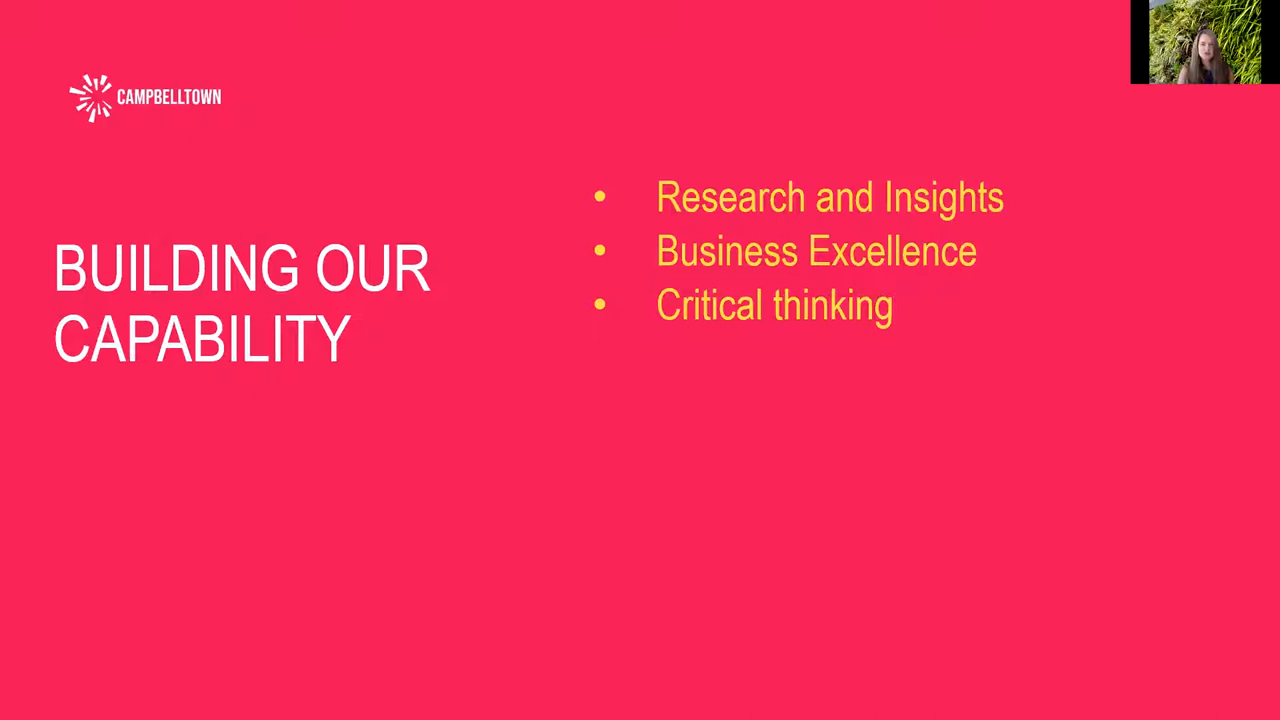 CAMPBELLTOWN
BUILDING OUR
CAPABILITY
• Research and Insights
• Business Excellence
• Critical thinking